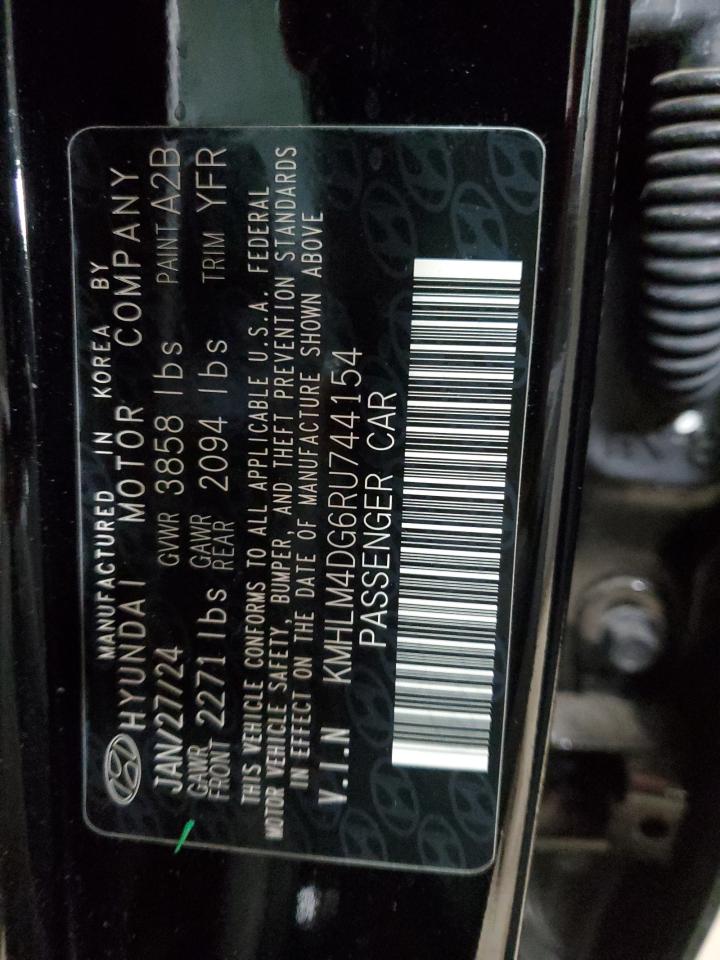 MANUFACTURED IN KOREA BY
HYUNDAI MOTOR COMPANY
JAN/27/24 GVWR 3858 lbs PAINT A2B
GAWR FRONT 2271 lbs GAWR REAR 2094 lbs TRIM YFR
THIS VEHICLE CONFORMS TO ALL APPLICABLE U.S.A. FEDERAL
MOTOR VEHICLE SAFETY, BUMPER, AND THEFT PREVENTION STANDARDS
IN EFFECT ON THE DATE OF MANUFACTURE SHOWN ABOVE
V.I.N KMHLM4DG6RU744154
PASSENGER CAR